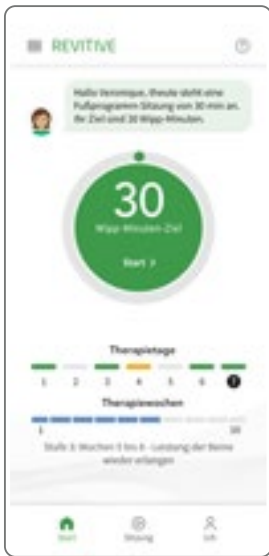 REVITIVE
Hallo Veronique, theute steht eine
Fußprogramm-Sitzung von 30 min an.
Ihr Ziel sind 30 Wipp-Minuten.
30
Wipp-Minuten-Ziel
Start >
Therapietage
1 2 3 4 5 6 7
Therapiewochen
1 10
Stufe 3: Wochen 5 bis 8 - Leistung der Beine
wieder erlangen
Start Sitzung Ich